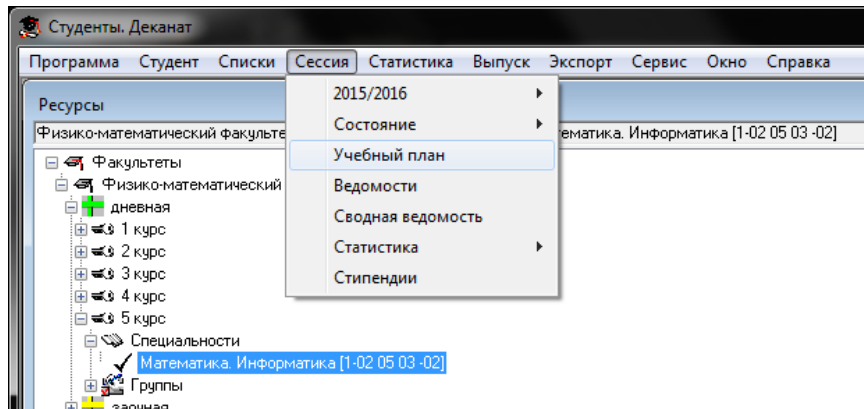 Студенты. Деканат
Программа Студент Списки Сессия Статистика Выпуск Экспорт Сервис Окно Справка
Ресурсы
2015/2016
Физико-математический факульте тематика. Информатика [1-02 05 03 -02]
Состояние
Факультеты
Учебный план
Физико-математический
Ведомости
дневная
Сводная ведомость
1 курс
2 курс
Статистика
3 курс
Стипендии
4 курс
5 курс
Специальности
Математика. Информатика [1-02 05 03 -02]
Группы
заочная